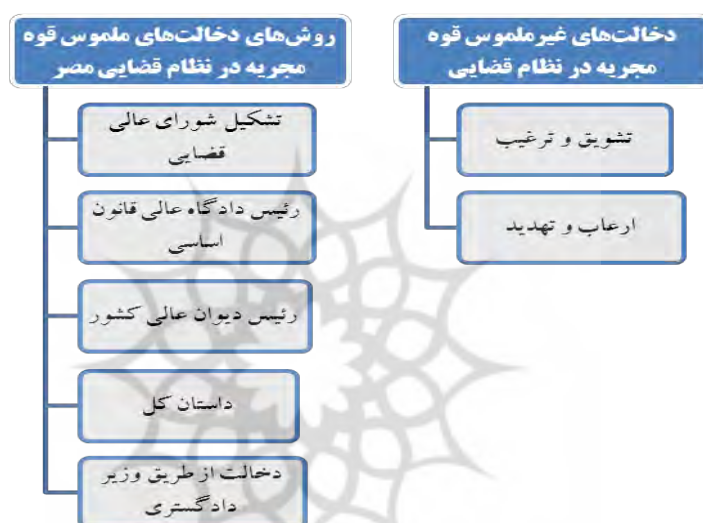 دخالت‌های غیرملموس قوه
مجریه در نظام قضایی
تشویق و ترغیب
ارعاب و تهدید
روش‌های دخالت‌های ملموس قوه
مجریه در نظام قضایی مصر
تشکیل شورای عالی
قضایی
رئیس دادگاه عالی قانون
اساسی
رئیس دیوان عالی کشور
داستان کل
دخالت از طریق وزیر
دادگستری